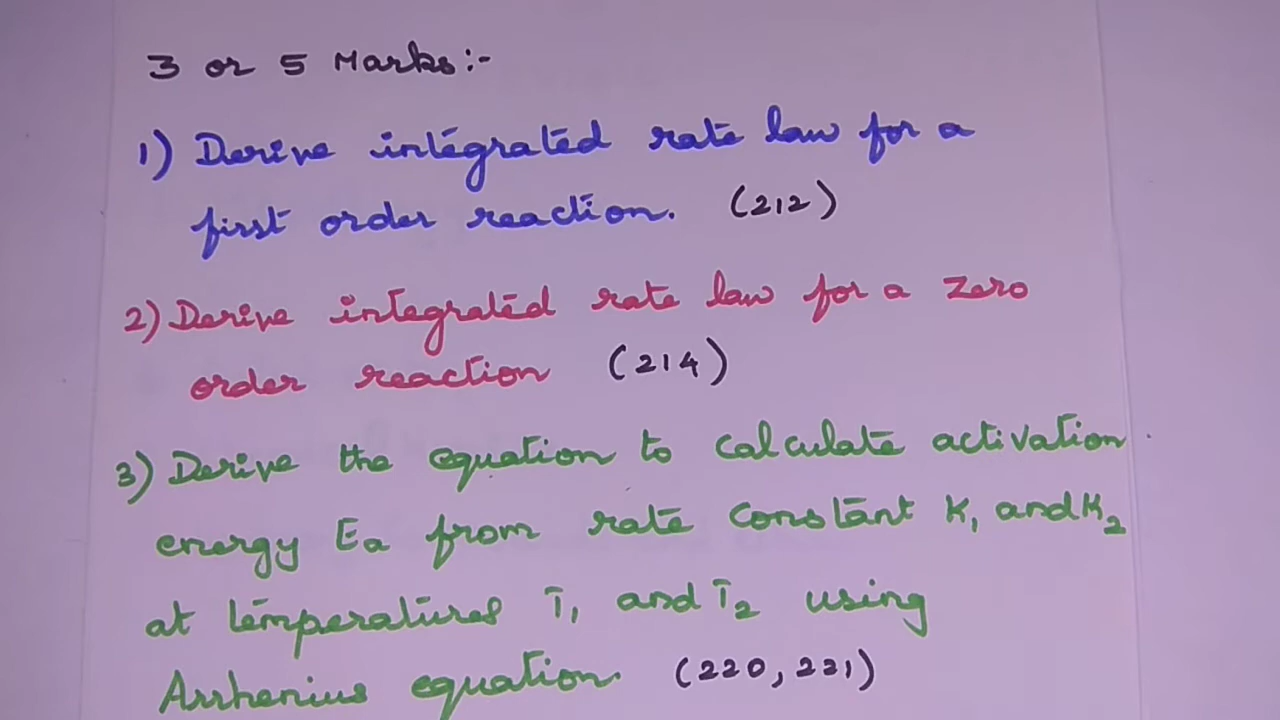 3 or 5 Marks:-
1) Derive integrated rate law for a
first order reaction. (212)
2) Derive integrated rate law for a zero
order reaction (214)
3) Derive the equation to calculate activation
energy Ea from rate constant K₁ and K₂
at temperatures T₁ and T₂ using
Arrhenius equation. (220, 221)